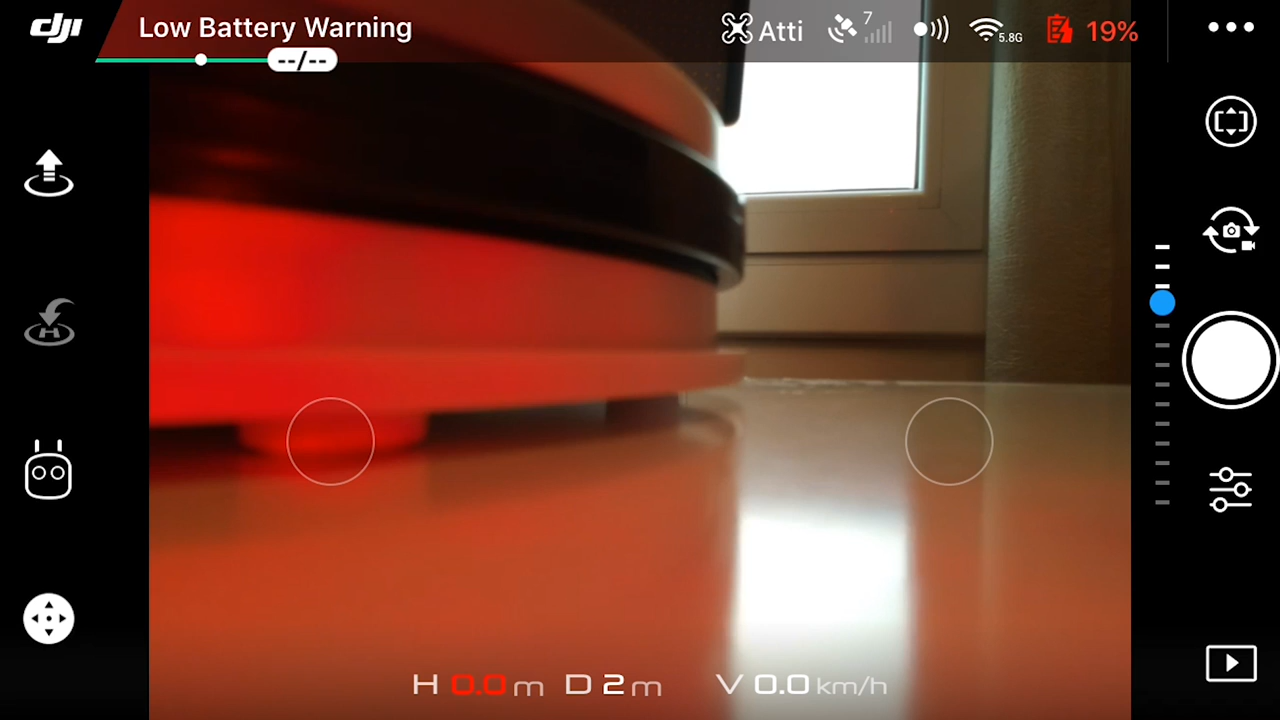 dji
Low Battery Warning
Atti
7
5.8G
19%
--/--
H
H 0.0m D 2m V 0.0 km/h